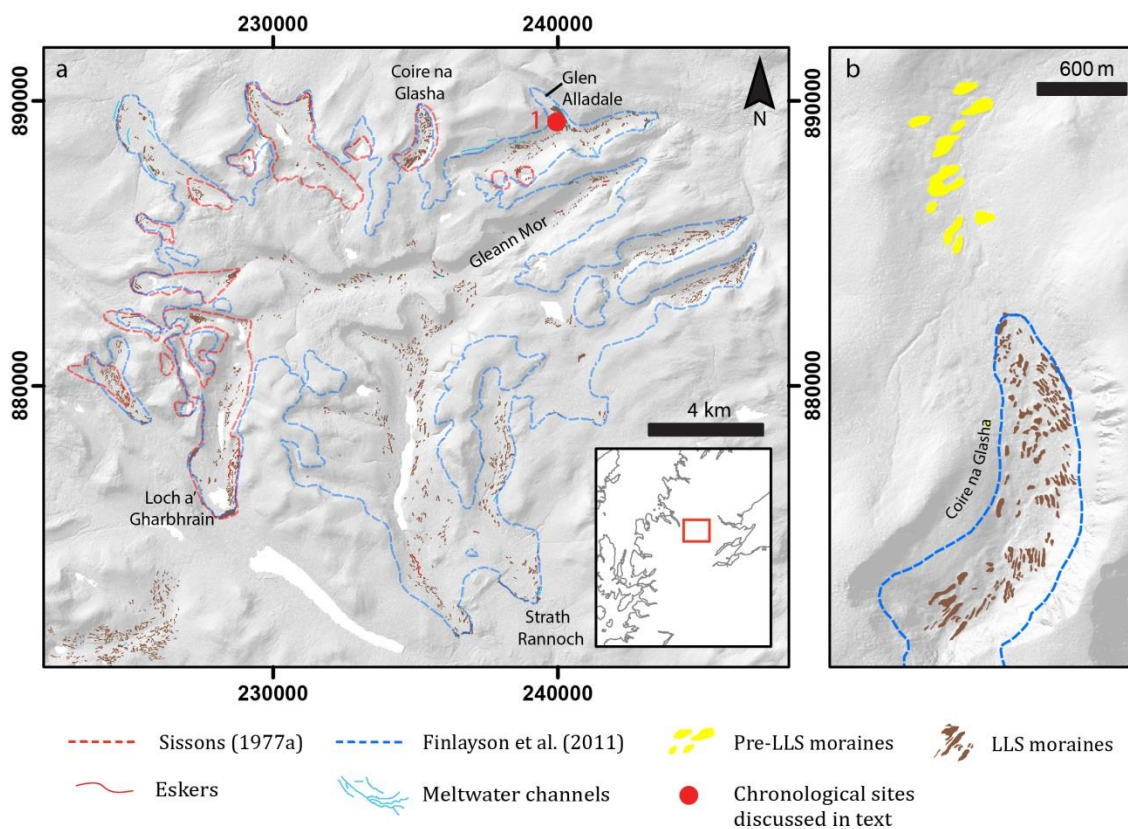 230000
240000
a
Coire na
Glasha
Glen
Alladale
1
N
b
600 m
890000
890000
Gleann Mor
880000
880000
4 km
Coire na Glasha
Loch a'
Gharbhrain
Strath
Rannoch
230000
240000
Sissons (1977a)
Finlayson et al. (2011)
Pre-LLS moraines
LLS moraines
Eskers
Meltwater channels
Chronological sites
discussed in text